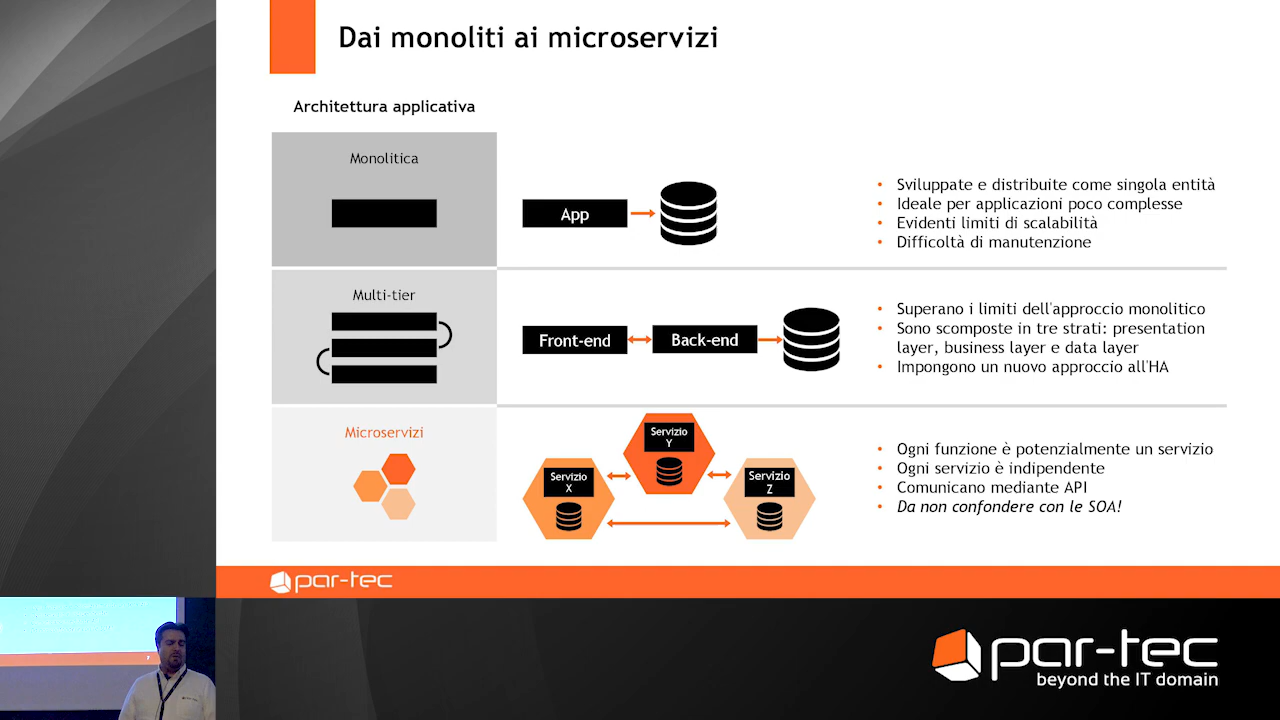 Dai monoliti ai microservizi
Architettura applicativa
Monolitica
App
• Sviluppate e distribuite come singola entità
• Ideale per applicazioni poco complesse
• Evidenti limiti di scalabilità
• Difficoltà di manutenzione
Multi-tier
Front-end
Back-end
• Superano i limiti dell'approccio monolitico
• Sono scomposte in tre strati: presentation
layer, business layer e data layer
• Impongono un nuovo approccio all'HA
Microservizi
Servizio
X
Servizio
Y
Servizio
Z
• Ogni funzione è potenzialmente un servizio
• Ogni servizio è indipendente
• Comunicano mediante API
• Da non confondere con le SOA!
par-tec
par-tec
beyond the IT domain